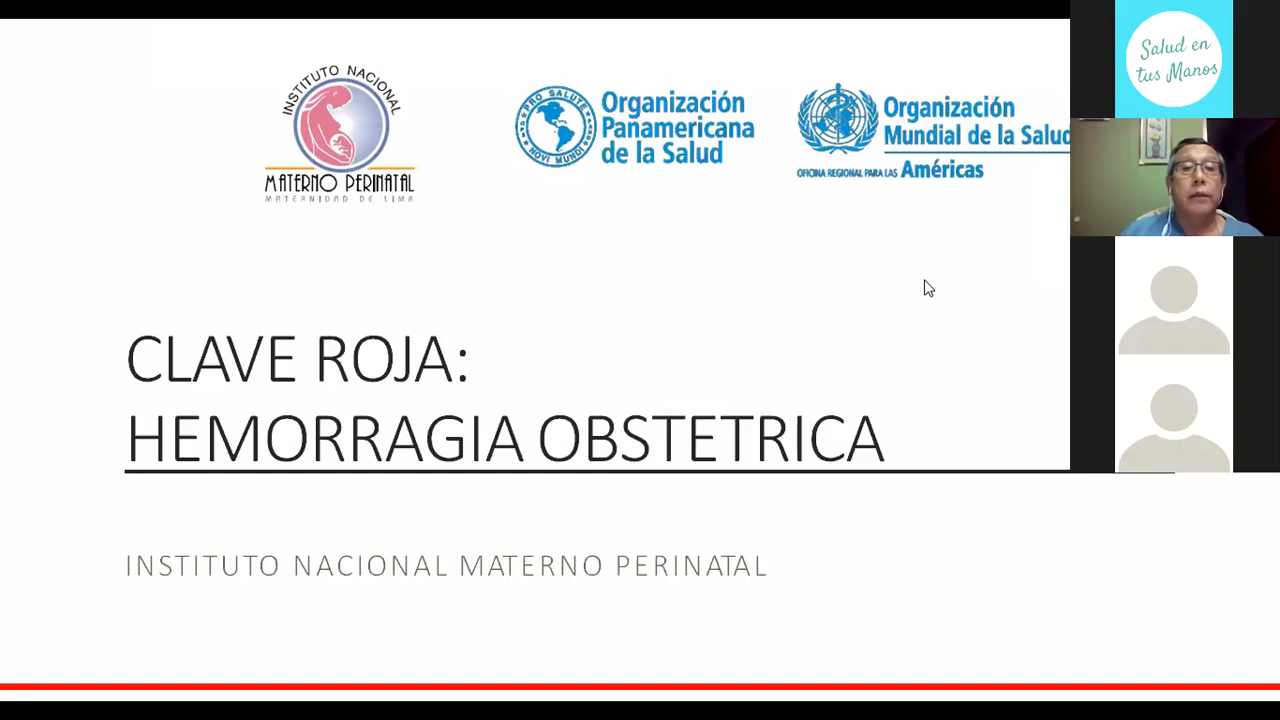 INSTITUTO NACIONAL
MATERNO PERINATAL
MATERNIDAD DE LIMA
PRO SALUTE
NOVI MUNDI
Organización
Panamericana
de la Salud
Organización
Mundial de la Salud
OFICINA REGIONAL PARA LAS Américas
Salud en
tus Manos
CLAVE ROJA:
HEMORRAGIA OBSTETRICA
INSTITUTO NACIONAL MATERNO PERINATAL